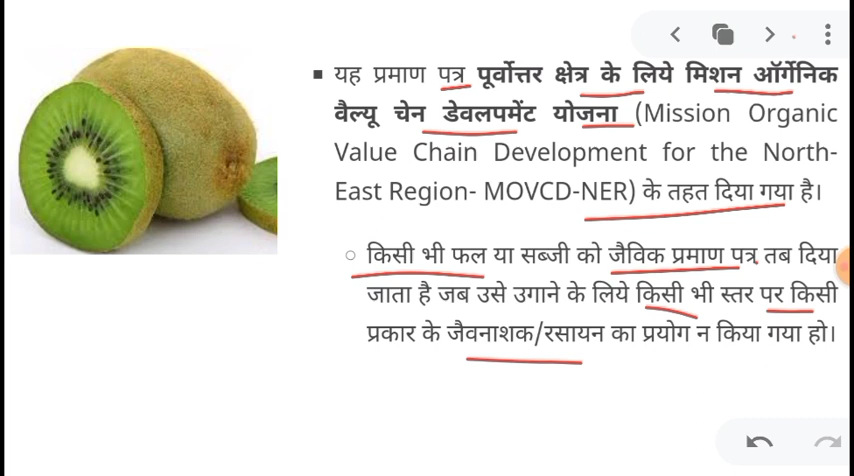 ▪ यह प्रमाण पत्र पूर्वोत्तर क्षेत्र के लिये मिशन ऑर्गेनिक
वैल्यू चेन डेवलपमेंट योजना (Mission Organic
Value Chain Development for the North-
East Region- MOVCD-NER) के तहत दिया गया है।
○ किसी भी फल या सब्जी को जैविक प्रमाण पत्र तब दिया
जाता है जब उसे उगाने के लिये किसी भी स्तर पर किसी
प्रकार के जैवनाशक/रसायन का प्रयोग न किया गया हो।